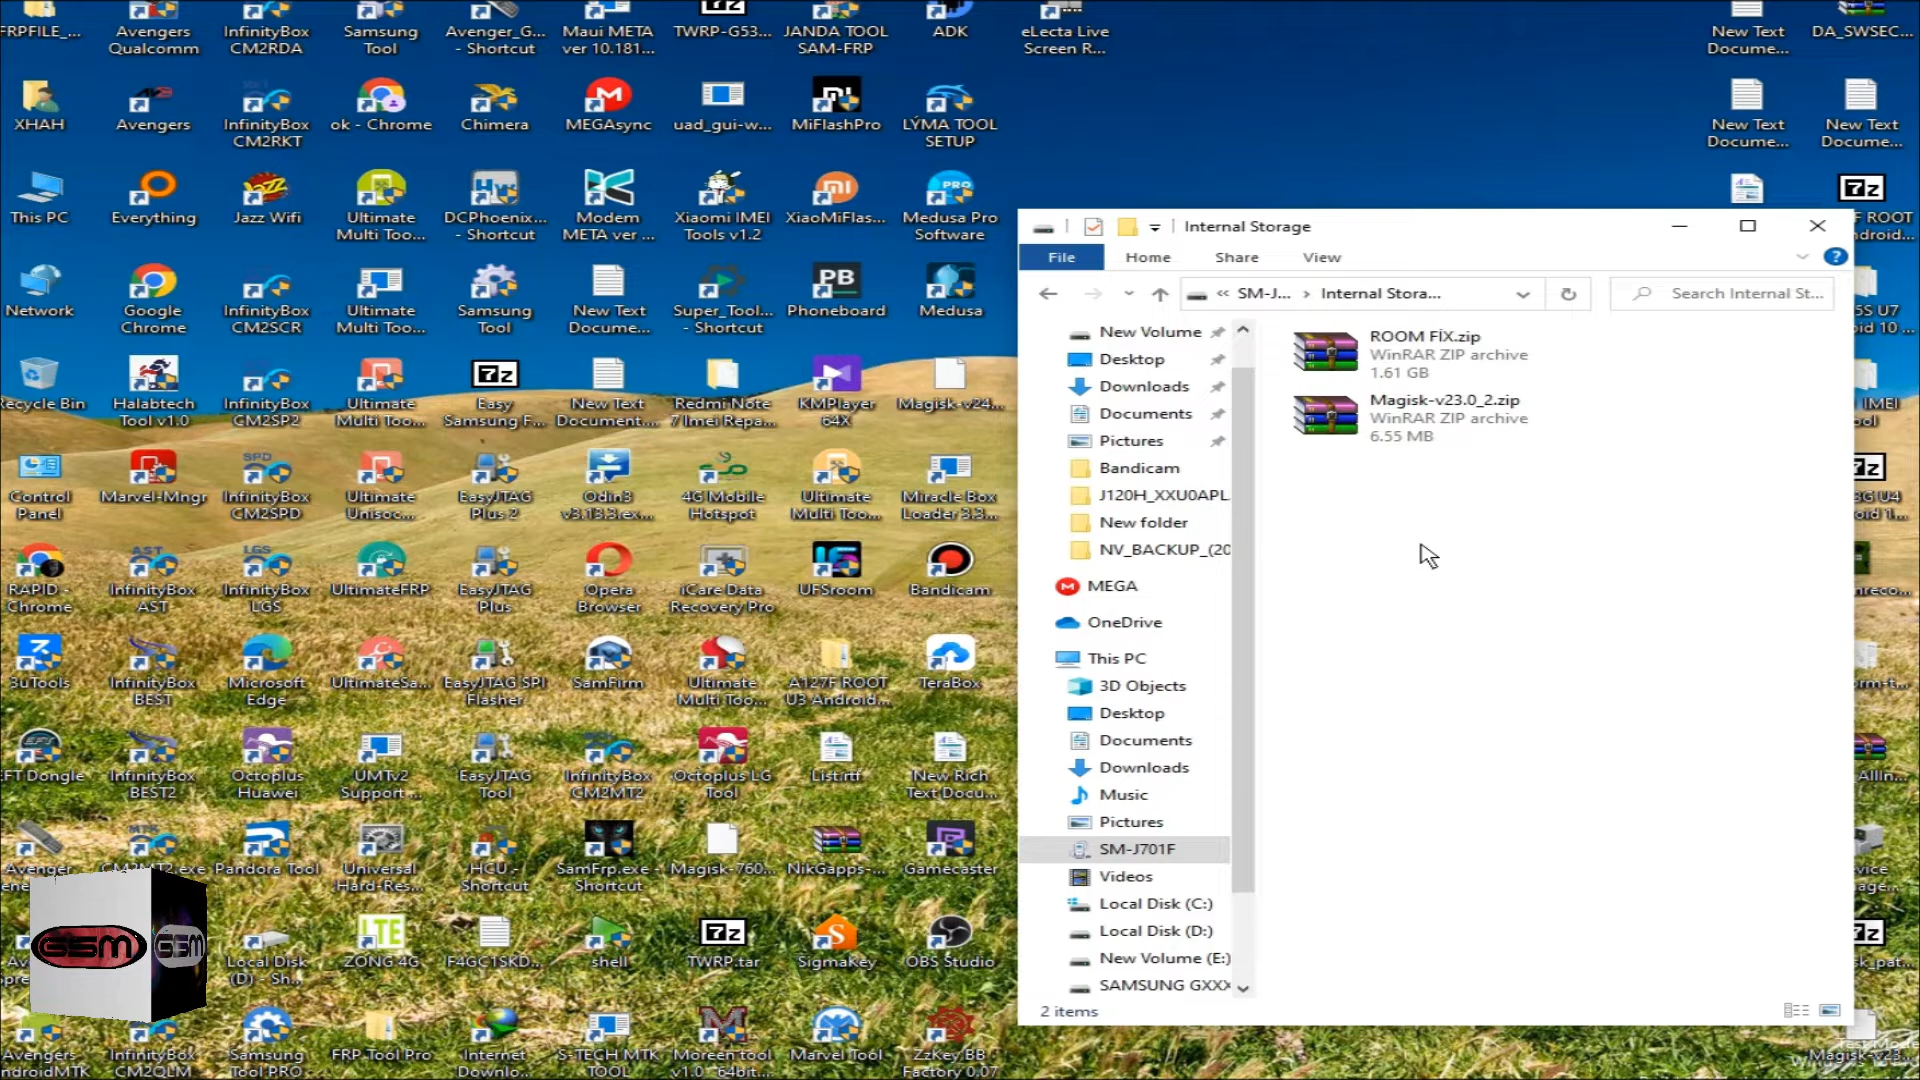 FRPFILE_...
Avengers
Qualcomm
InfinityBox
CM2RDA
Samsung
Tool
Avenger_G...
- Shortcut
Maui META
ver 10.181...
TWRP-G53...
JANDA TOOL
SAM-FRP
ADK
eLecta Live
Screen R...
New Text
Docume...
DA_SWSEC...
XHAH
Avengers
InfinityBox
CM2RKT
ok - Chrome
Chimera
MEGAsync
uad_gui-w...
MiFlashPro
LÝMA TOOL
SETUP
New Text
Docume...
New Text
Docume...
This PC
Everything
Jazz Wifi
Ultimate
Multi Too...
DCPhoenix...
- Shortcut
Modem
META ver ...
Xiaomi IMEI
Tools v1.2
XiaoMiFlas...
Medusa Pro
Software
Network
Google
Chrome
InfinityBox
CM2SCR
Ultimate
Multi Too...
Samsung
Tool
New Text
Docume...
Super_Tool...
- Shortcut
Phoneboard
Medusa
Recycle Bin
Halabtech
Tool v1.0
InfinityBox
CM2SP2
Ultimate
Multi Too...
Easy
Samsung F...
New Text
Document....
Redmi Note
7 Imei Repa...
KMPlayer
64X
Magisk-v24...
Control
Panel
Marvel-Mngr
InfinityBox
CM2SPD
Ultimate
Unisoc...
EasyJTAG
Plus 2
Odin3
v3.13.3.ex...
4G Mobile
Hotspot
Ultimate
Multi Too...
Miracle Box
Loader 3.3...
RAPID -
Chrome
InfinityBox
AST
InfinityBox
LGS
UltimateFRP
EasyJTAG
Plus
Opera
Browser
iCare Data
Recovery Pro
UFSroom
Bandicam
3uTools
InfinityBox
BEST
Microsoft
Edge
UltimateSa...
EasyJTAG SPI
Flasher
SamFirm
Ultimate
Multi Too...
A127F ROOT
U3 Android...
TeraBox
EFT Dongle
InfinityBox
BEST2
Octoplus
Huawei
UMTv2
Support ...
EasyJTAG
Tool
InfinityBox
CM2MT2
Octoplus LG
Tool
List.rtf
New Rich
Text Docu...
Avenger
CM2MT2.exe
Pandora Tool
Universal
Hard-Res...
HCU -
Shortcut
SamFrp.exe -
Shortcut
Magisk-760...
NikGapps-...
Gamecaster
GSM
GSM
Local Disk
(D) - Sh...
ZONG 4G
F4GC1SKD...
shell
TWRP.tar
SigmaKey
OBS Studio
Avengers
AndroidMTK
InfinityBox
CM2QLM
Samsung
Tool PRO
FRP Tool Pro
Internet
Downlo...
S-TECH MTK
TOOL
Moreen tool
v1.0_64bit...
Marvel Tool
ZzKey BB
Factory 0.07
Internal Storage
File
Home
Share
View
« SM-J... › Internal Stora...
Search Internal St...
New Volume
Desktop
Downloads
Documents
Pictures
Bandicam
J120H_XXU0APL
New folder
NV_BACKUP_(20
MEGA
OneDrive
This PC
3D Objects
Desktop
Documents
Downloads
Music
Pictures
SM-J701F
Videos
Local Disk (C:)
Local Disk (D:)
New Volume (E:)
SAMSUNG GXXX
ROOM FİX.zip
WinRAR ZIP archive
1.61 GB
Magisk-v23.0_2.zip
WinRAR ZIP archive
6.55 MB
2 items
Test Mode
Magisk-v23...